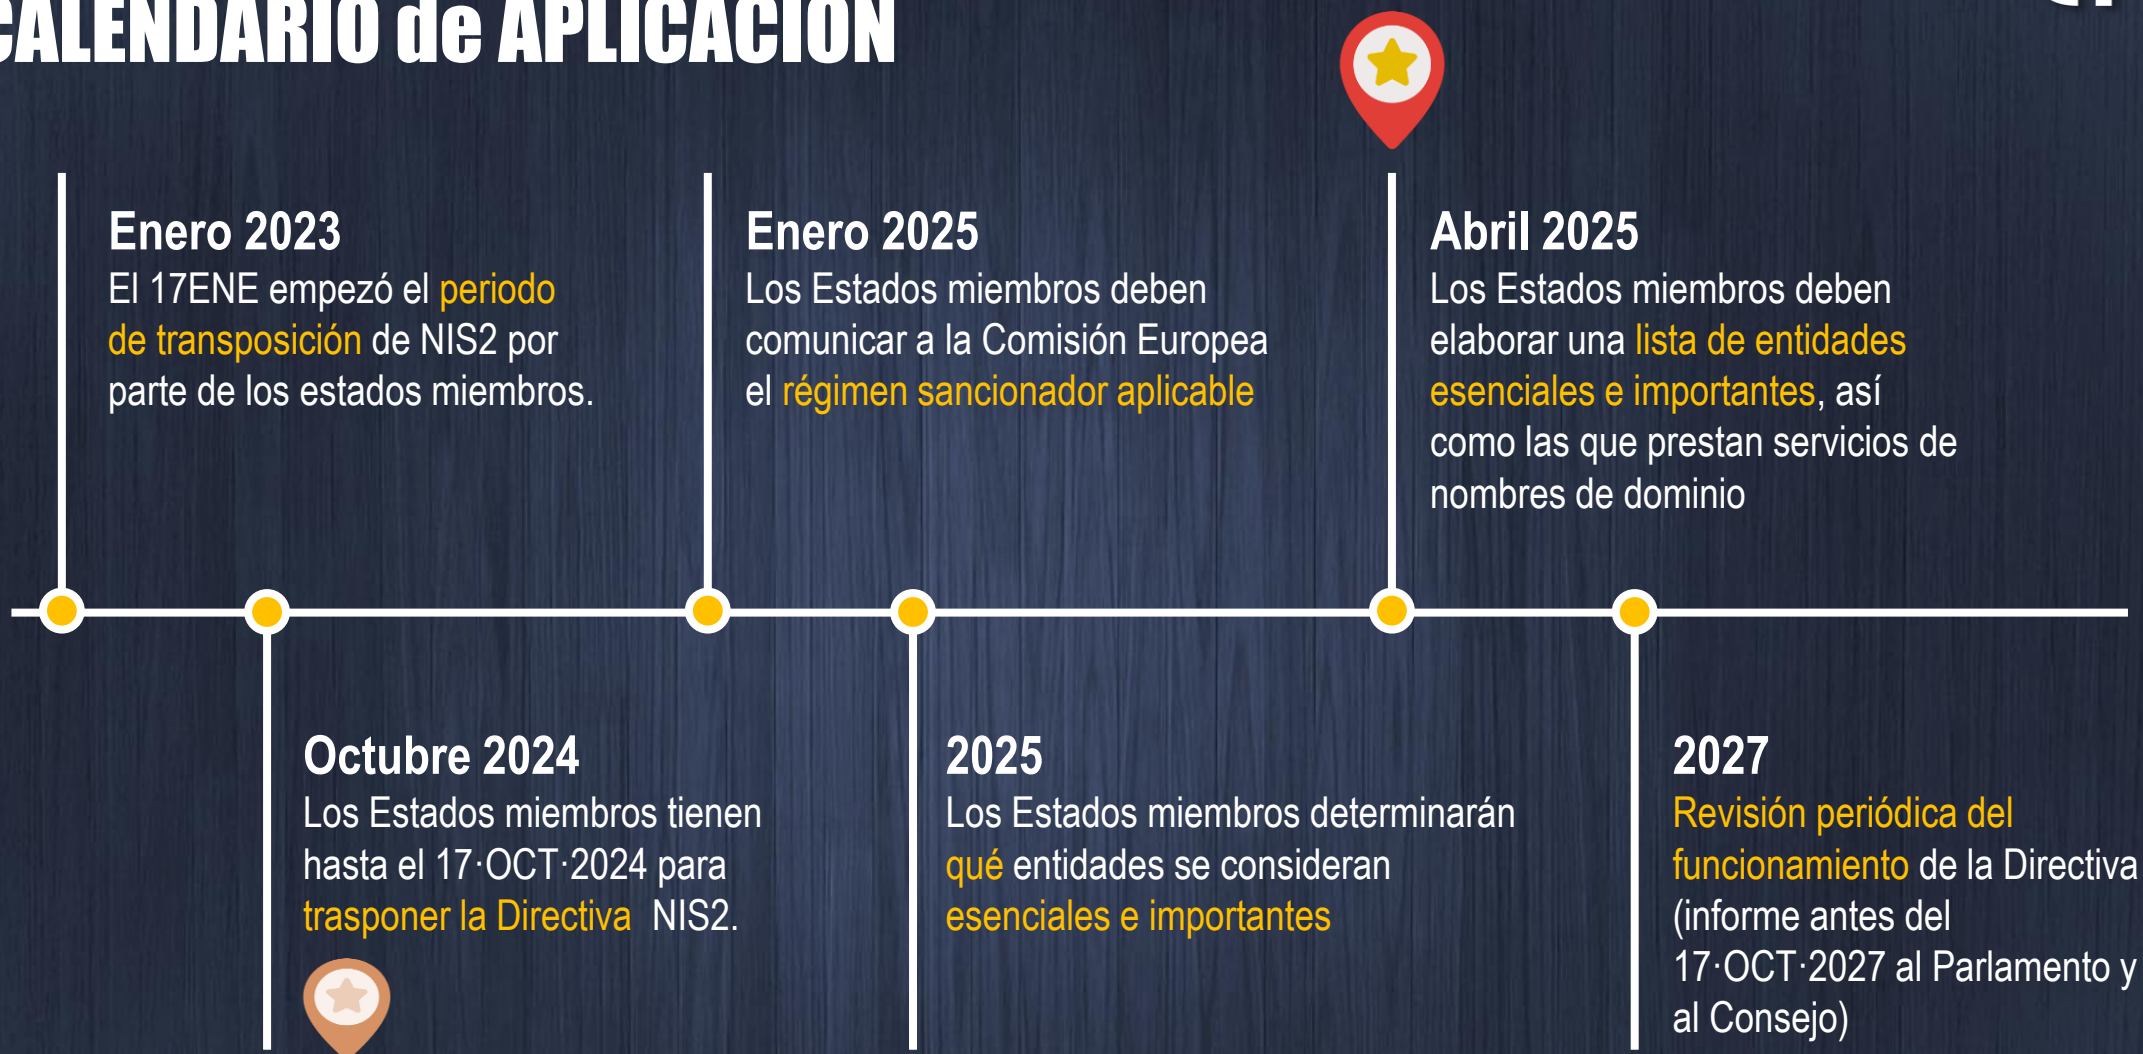 CALENDARIO de APLICACIÓN
Enero 2023
El 17ENE empezó el periodo
de transposición de NIS2 por
parte de los estados miembros.
Enero 2025
Los Estados miembros deben
comunicar a la Comisión Europea
el régimen sancionador aplicable
Abril 2025
Los Estados miembros deben
elaborar una lista de entidades
esenciales e importantes, así
como las que prestan servicios de
nombres de dominio
Octubre 2024
Los Estados miembros tienen
hasta el 17·OCT·2024 para
trasponer la Directiva NIS2.
2025
Los Estados miembros determinarán
qué entidades se consideran
esenciales e importantes
2027
Revisión periódica del
funcionamiento de la Directiva
(informe antes del
17·OCT·2027 al Parlamento y
al Consejo)